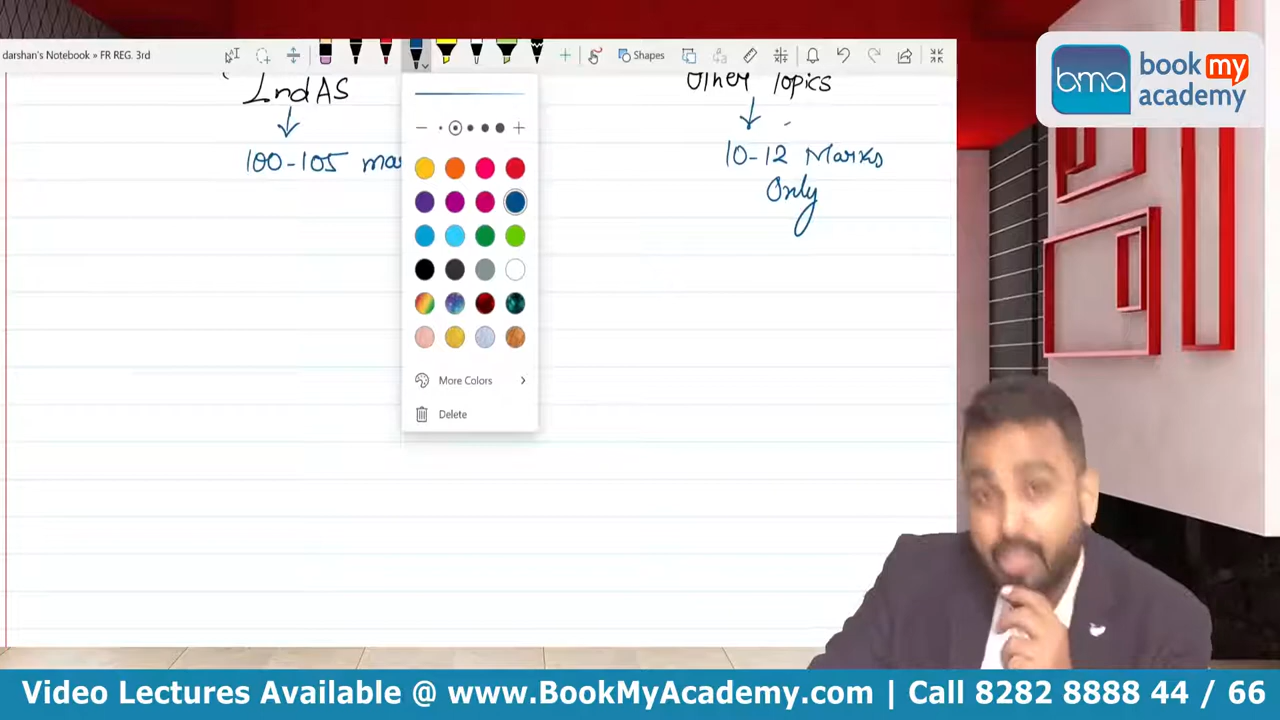 darshan's Notebook » FR REG. 3rd
Shapes
book my
academy
bma
IndAS
Other Topics
100-105 mar
10-12 Marks
Only
More Colors
Delete
Video Lectures Available @ www.BookMyAcademy.com | Call 8282 8888 44 / 66